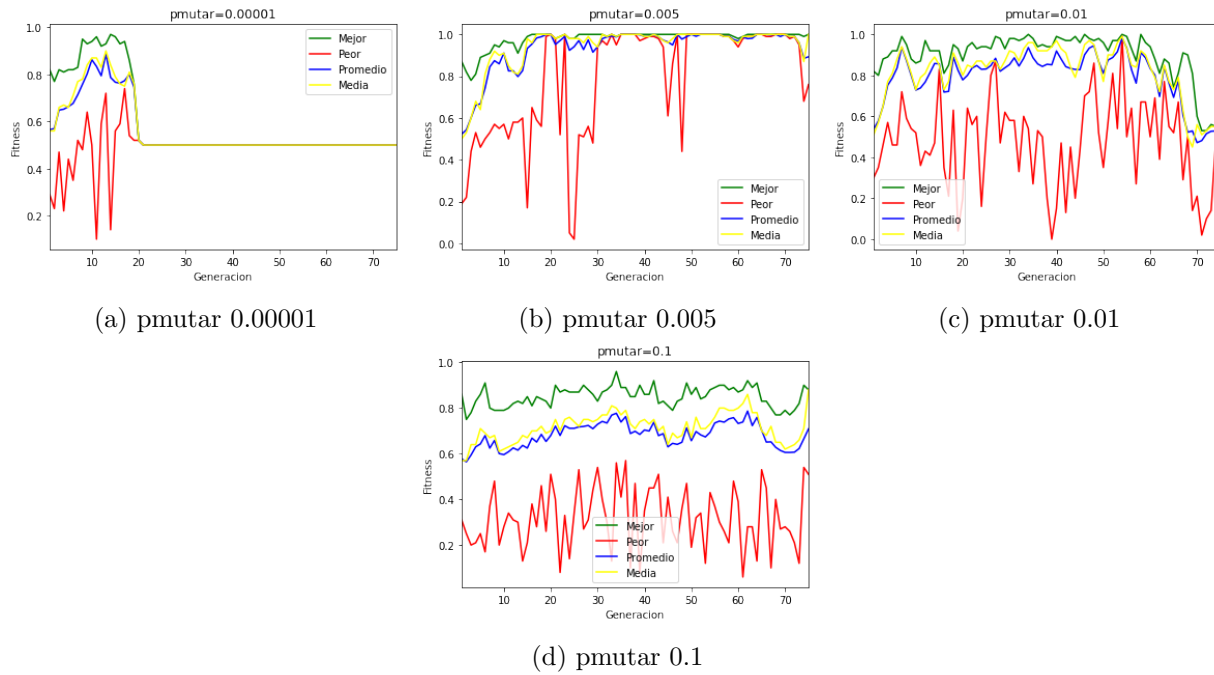 pmutar=0.00001
1.0
0.8
0.6
0.4
0.2
Fitness
Mejor
Peor
Promedio
Media
10 20 30 40 50 60 70
Generacion
(a) pmutar 0.00001
pmutar=0.005
1.0
0.8
0.6
0.4
0.2
0.0
Fitness
Mejor
Peor
Promedio
Media
10 20 30 40 50 60 70
Generacion
(b) pmutar 0.005
pmutar=0.01
1.0
0.8
0.6
0.4
0.2
0.0
Fitness
Mejor
Peor
Promedio
Media
10 20 30 40 50 60 70
Generacion
(c) pmutar 0.01
pmutar=0.1
1.0
0.8
0.6
0.4
0.2
Fitness
Mejor
Peor
Promedio
Media
10 20 30 40 50 60 70
Generacion
(d) pmutar 0.1